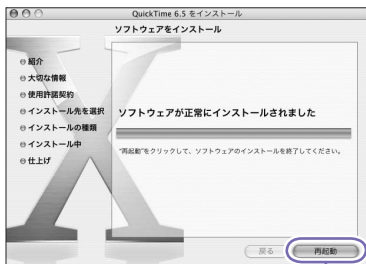 QuickTime 6.5 をインストール
ソフトウェアをインストール
紹介
大切な情報
使用許諾契約
インストール先を選択
インストールの種類
インストール中
仕上げ
ソフトウェアが正常にインストールされました
"再起動"をクリックして、ソフトウェアのインストールを終了してください。
戻る
再起動